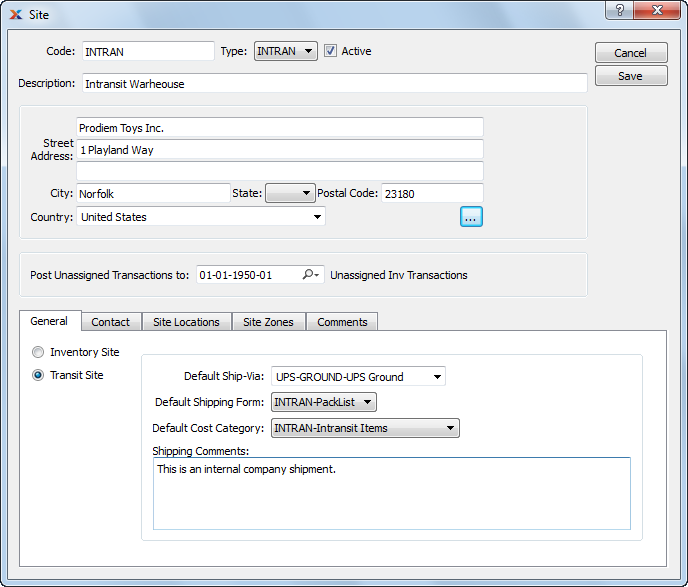 Site
Code: INTRAN Type: INTRAN Active
Cancel
Save
Description: Intransit Warheouse
Street Address: Prodiem Toys Inc.
1 Playland Way
City: Norfolk State: Postal Code: 23180
Country: United States ...
Post Unassigned Transactions to: 01-01-1950-01 Unassigned Inv Transactions
General Contact Site Locations Site Zones Comments
Inventory Site
Transit Site
Default Ship-Via: UPS-GROUND-UPS Ground
Default Shipping Form: INTRAN-PackList
Default Cost Category: INTRAN-Intransit Items
Shipping Comments:
This is an internal company shipment.